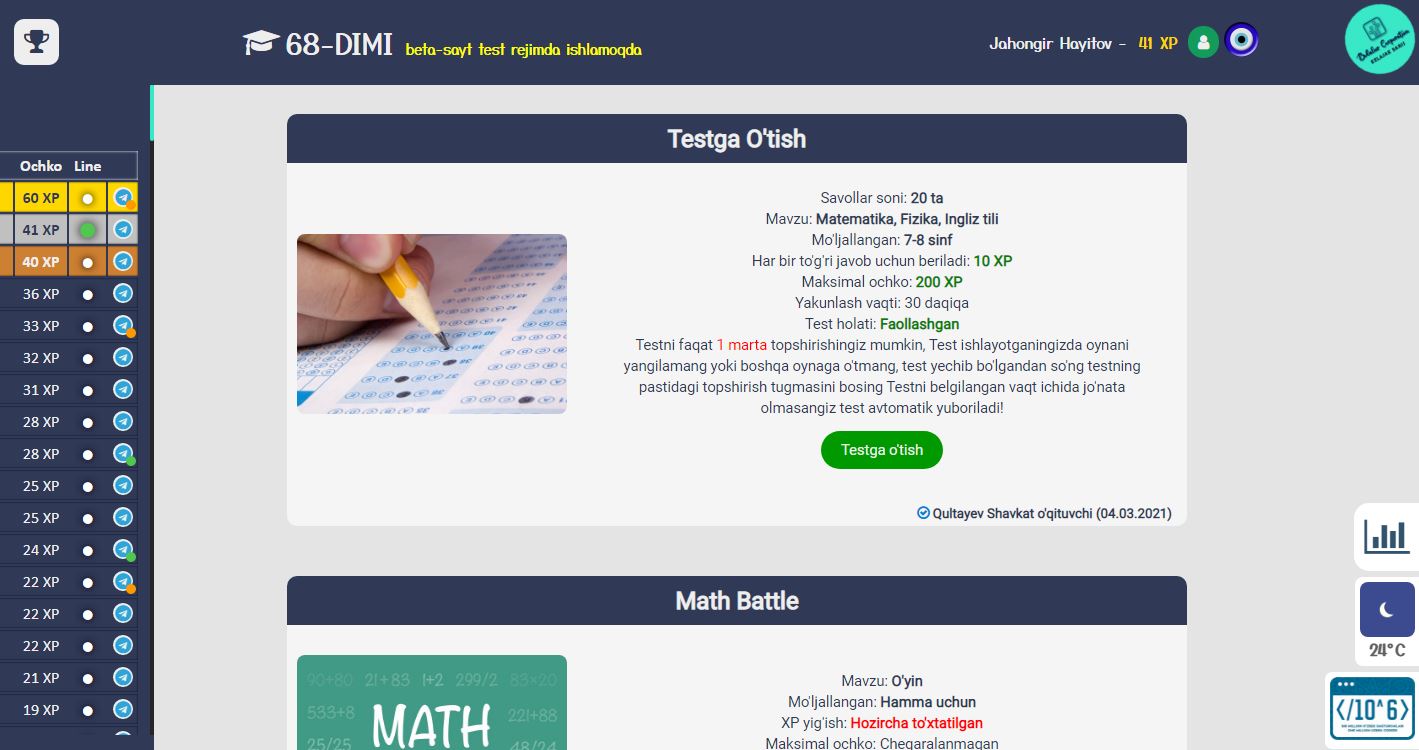 68-DIMI beta-sayt test rejimda ishlamoqda
Jahongir Hayitov - 41 XP
Ochko Line
60 XP
41 XP
40 XP
36 XP
33 XP
32 XP
31 XP
28 XP
28 XP
25 XP
25 XP
24 XP
22 XP
22 XP
22 XP
21 XP
19 XP
Testga O'tish
Savollar soni: 20 ta
Mavzu: Matematika, Fizika, Ingliz tili
Mo'ljallangan: 7-8 sinf
Har bir to'g'ri javob uchun beriladi: 10 XP
Maksimal ochko: 200 XP
Yakunlash vaqti: 30 daqiqa
Test holati: Faollashgan
Testni faqat 1 marta topshirishingiz mumkin, Test ishlayotganingizda oynani
yangilamang yoki boshqa oynaga o'tmang, test yechib bo'lgandan so'ng testning
pastidagi topshirish tugmasini bosing Testni belgilangan vaqt ichida jo'nata
olmasangiz test avtomatik yuboriladi!
Testga o'tish
Qultayev Shavkat o'qituvchi (04.03.2021)
Math Battle
90+80 21+83 1+2 299/2 83×20
533+8 MATH 221+88
25/25 48/24
Mavzu: O'yin
Mo'ljallangan: Hamma uchun
XP yig'ish: Hozircha to'xtatilgan
Maksimal ochko: Chegaralanmagan
24°C
</10^6>